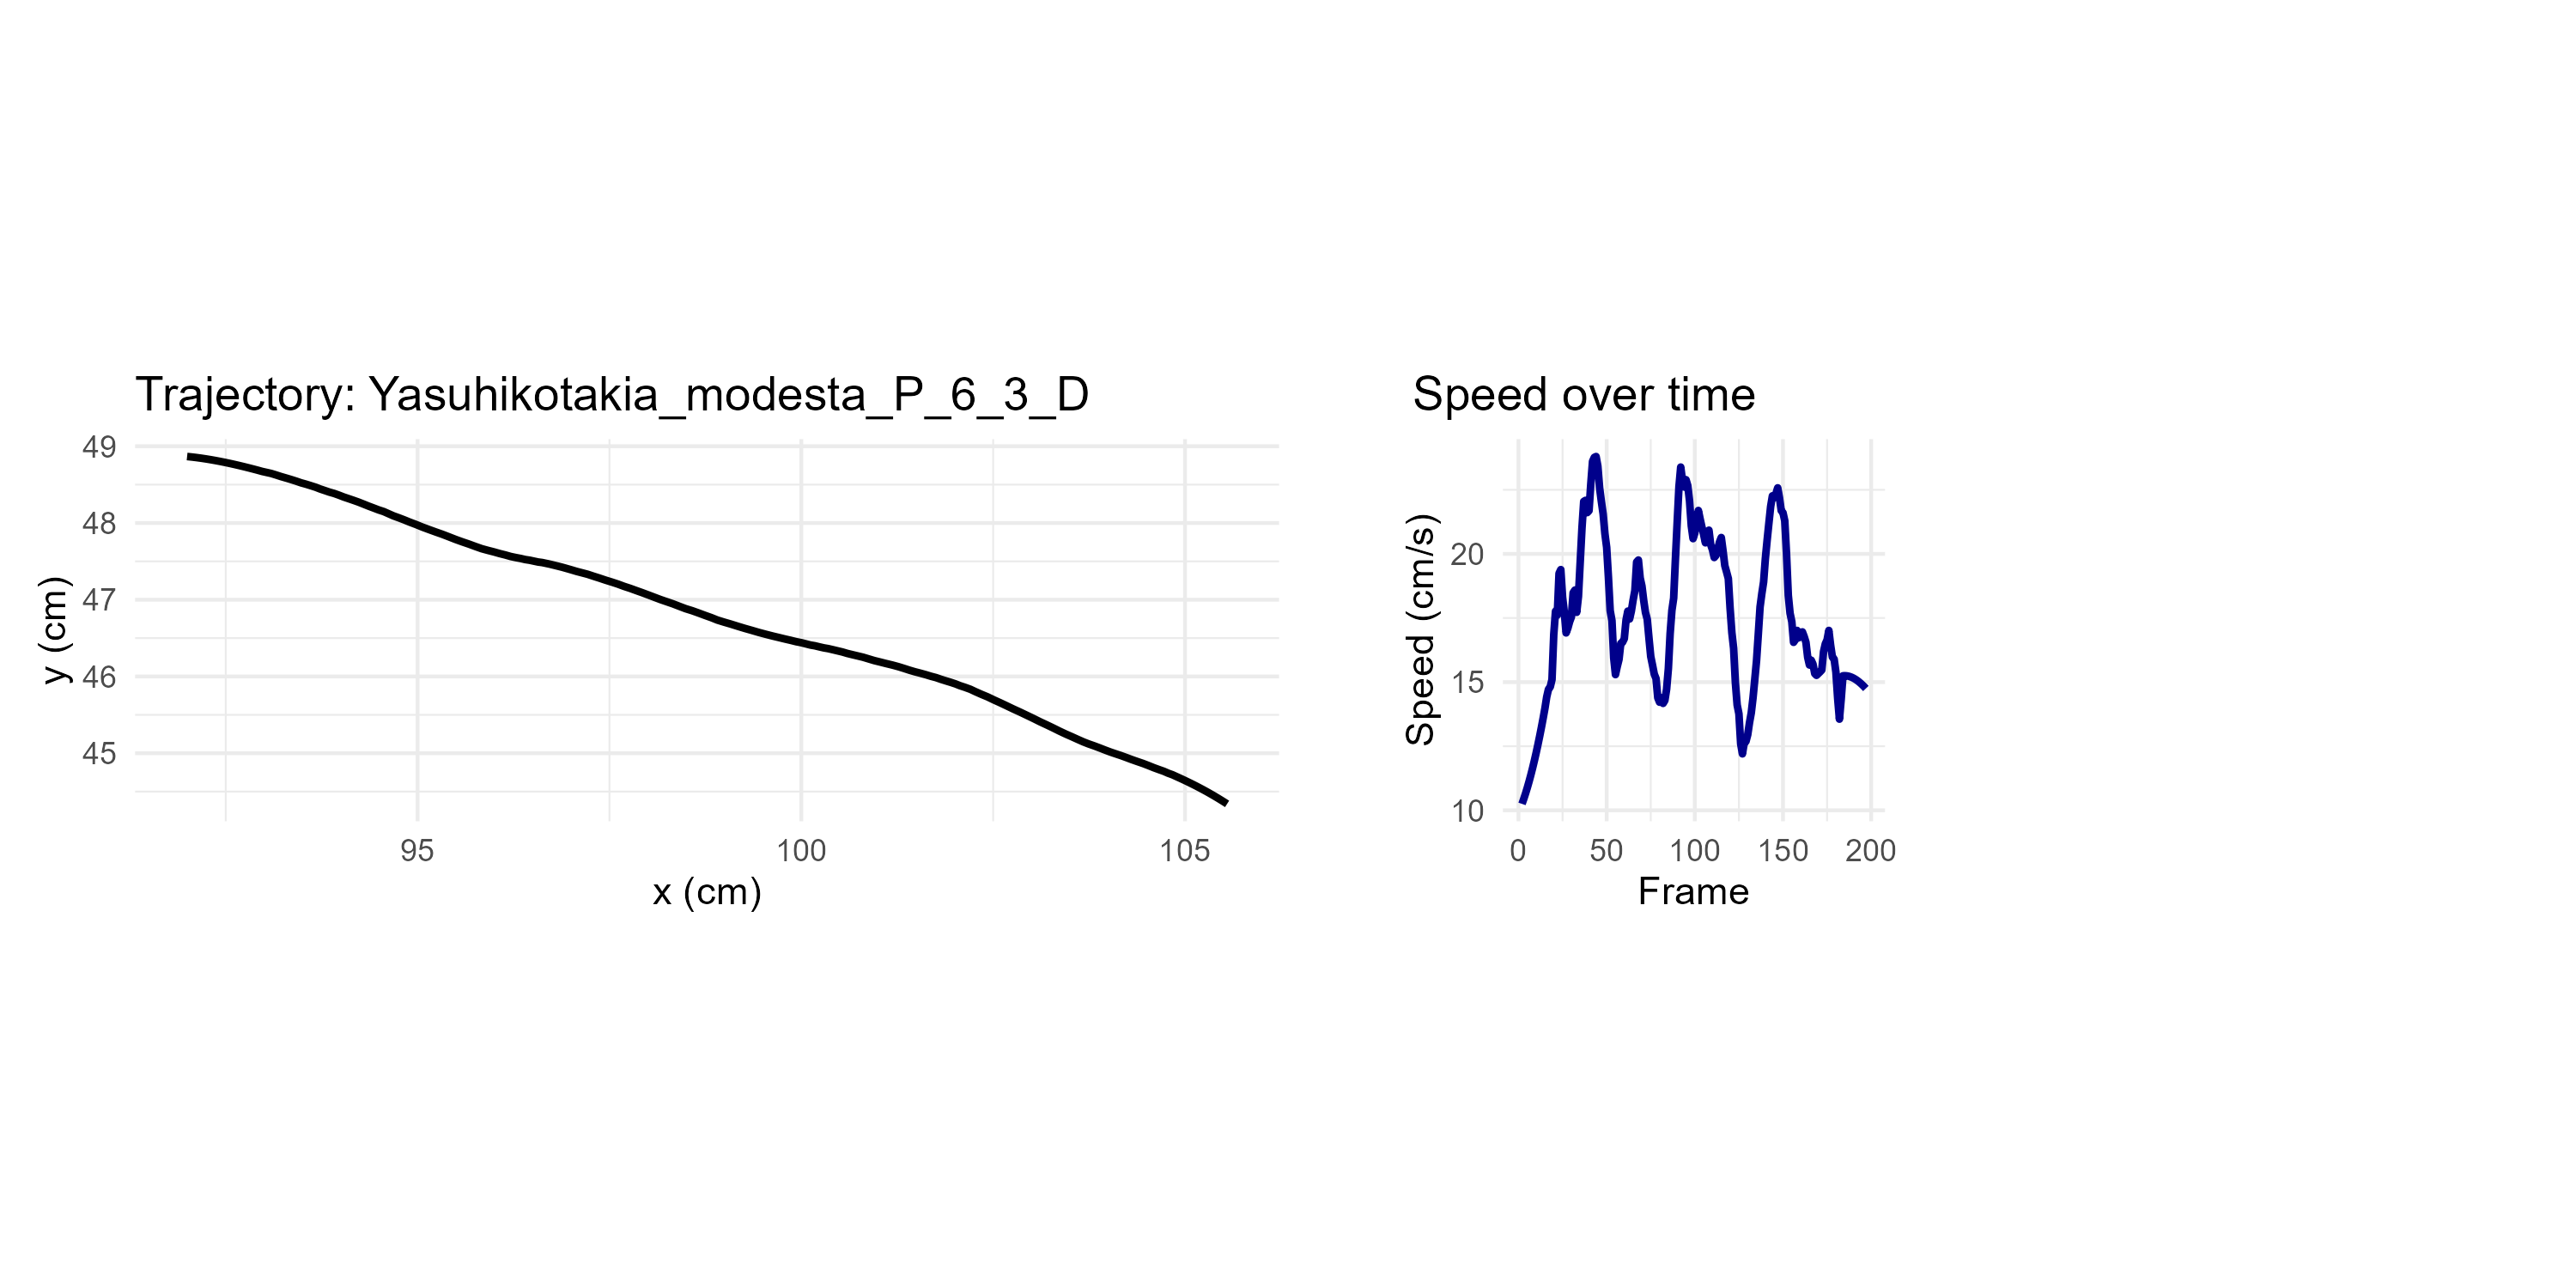 Trajectory: Yasuhikotakia_modesta_P_6_3_D
49
48
47
46
45
y (cm)
95 100 105
x (cm)
Speed over time
20
15
10
Speed (cm/s)
0 50 100 150 200
Frame